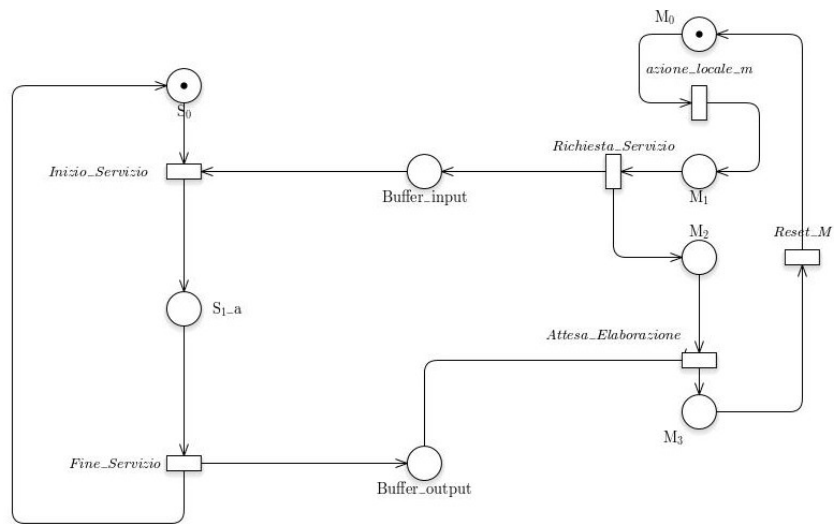 M₀
azione_locale_m
S₀
Richiesta_Servizio
Inizio_Servizio
Buffer_input
M₁
M₂
Reset_M
S₁_a
Attesa_Elaborazione
M₃
Fine_Servizio
Buffer_output